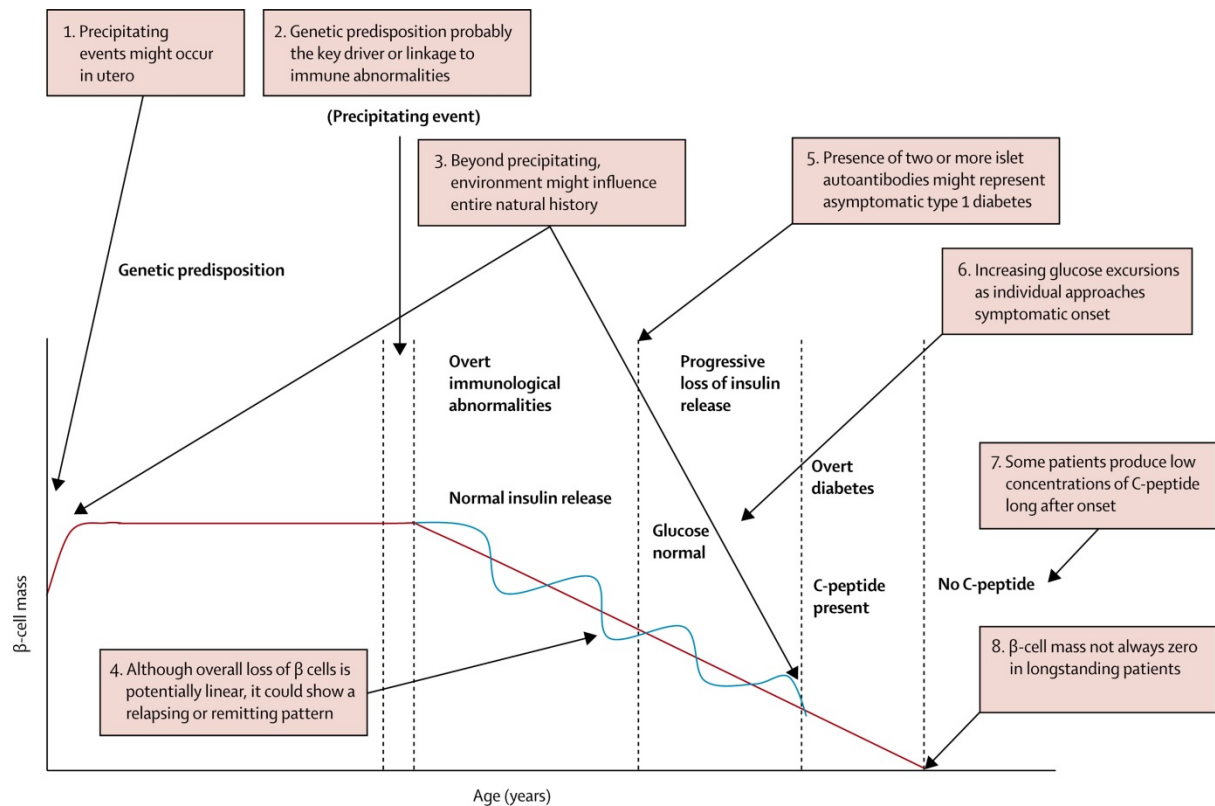 1. Precipitating
events might occur
in utero
2. Genetic predisposition probably
the key driver or linkage to
immune abnormalities
(Precipitating event)
3. Beyond precipitating,
environment might influence
entire natural history
5. Presence of two or more islet
autoantibodies might represent
asymptomatic type 1 diabetes
Genetic predisposition
6. Increasing glucose excursions
as individual approaches
symptomatic onset
Overt
immunological
abnormalities
Progressive
loss of insulin
release
Normal insulin release
Glucose
normal
Overt
diabetes
7. Some patients produce low
concentrations of C-peptide
long after onset
C-peptide
present
No C-peptide
β-cell mass
4. Although overall loss of β cells is
potentially linear, it could show a
relapsing or remitting pattern
8. β-cell mass not always zero
in longstanding patients
Age (years)